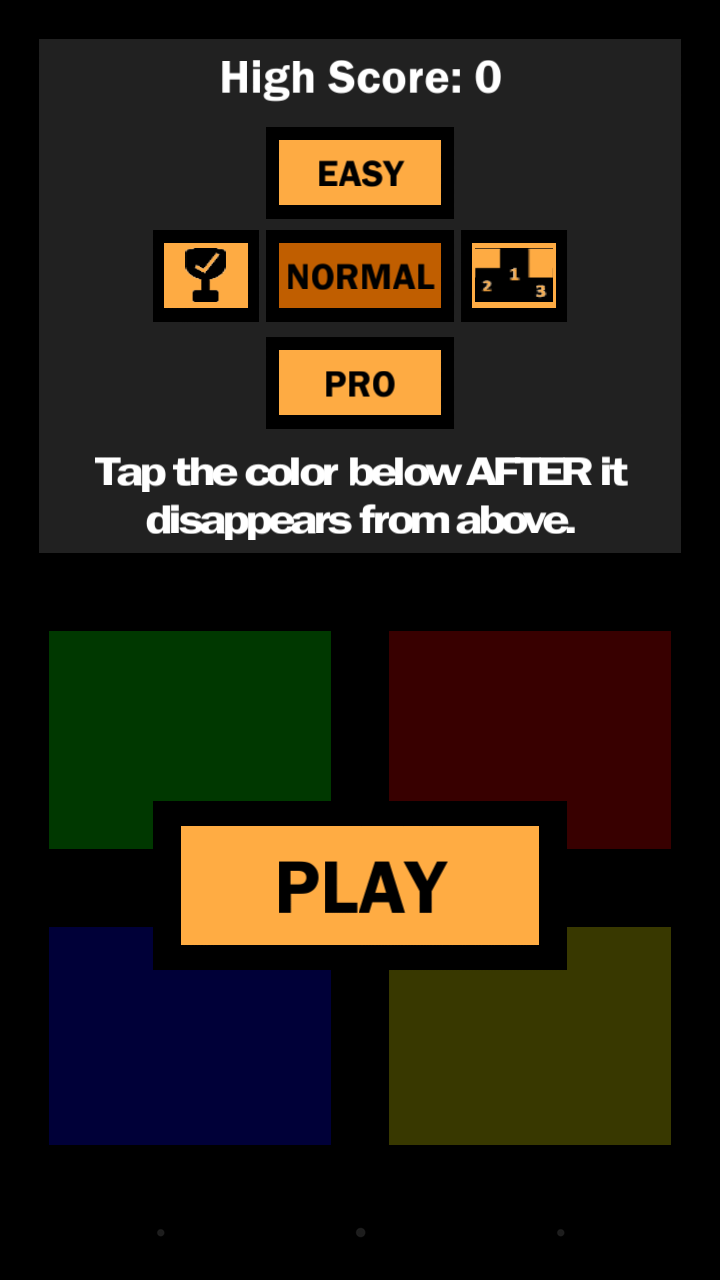 High Score: 0
EASY
NORMAL
2 1 3
PRO
Tap the color below AFTER it
disappears from above.
PLAY